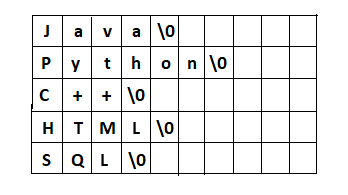 J a v a \0
P y t h o n \0
C + + \0
H T M L \0
S Q L \0